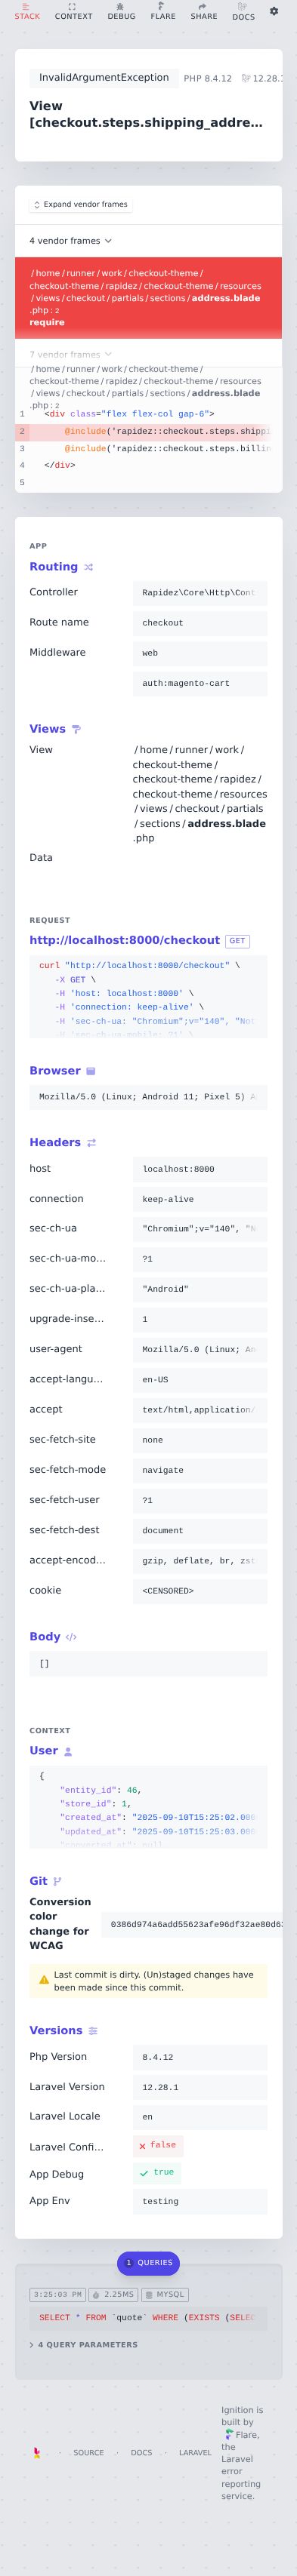 STACK CONTEXT DEBUG FLARE SHARE DOCS
InvalidArgumentException PHP 8.4.12 12.28.1
View
[checkout.steps.shipping_addre...
Expand vendor frames
4 vendor frames
/home/runner/work/checkout-theme/
checkout-theme/rapidez/checkout-theme/resources
/views/checkout/partials/sections/address.blade
.php:2
require
7 vendor frames
/home/runner/work/checkout-theme/
checkout-theme/rapidez/checkout-theme/resources
/views/checkout/partials/sections/address.blade
.php:2
1 <div class="flex flex-col gap-6">
2 @include('rapidez::checkout.steps.shippi
3 @include('rapidez::checkout.steps.billin
4 </div>
5
APP
Routing
Controller Rapidez\Core\Http\Cont
Route name checkout
Middleware web
auth:magento-cart
Views
View /home/runner/work/
checkout-theme/
checkout-theme/rapidez/
checkout-theme/resources
/views/checkout/partials
/sections/address.blade
.php
Data
REQUEST
http://localhost:8000/checkout GET
curl "http://localhost:8000/checkout" \
-X GET \
-H 'host: localhost:8000' \
-H 'connection: keep-alive' \
-H 'sec-ch-ua: "Chromium";v="140", "Not
-H 'sec-ch-ua-mobile: ?1' \
Browser
Mozilla/5.0 (Linux; Android 11; Pixel 5) A
Headers
host localhost:8000
connection keep-alive
sec-ch-ua "Chromium";v="140", "N
sec-ch-ua-mo... ?1
sec-ch-ua-pla... "Android"
upgrade-inse... 1
user-agent Mozilla/5.0 (Linux; An
accept-langu... en-US
accept text/html,application/
sec-fetch-site none
sec-fetch-mode navigate
sec-fetch-user ?1
sec-fetch-dest document
accept-encod... gzip, deflate, br, zst
cookie <CENSORED>
Body
[]
CONTEXT
User
{
"entity_id": 46,
"store_id": 1,
"created_at": "2025-09-10T15:25:02.000
"updated_at": "2025-09-10T15:25:03.000
"converted_at": null,
Git
Conversion
color
change for
WCAG
0386d974a6add55623afe96df32ae80d63
Last commit is dirty. (Un)staged changes have
been made since this commit.
Versions
Php Version 8.4.12
Laravel Version 12.28.1
Laravel Locale en
Laravel Confi... false
App Debug true
App Env testing
1 QUERIES
3:25:03 PM 2.25MS MYSQL
SELECT * FROM `quote` WHERE (EXISTS (SELEC
4 QUERY PARAMETERS
SOURCE · DOCS · LARAVEL
Ignition is
built by
Flare,
the
Laravel
error
reporting
service.